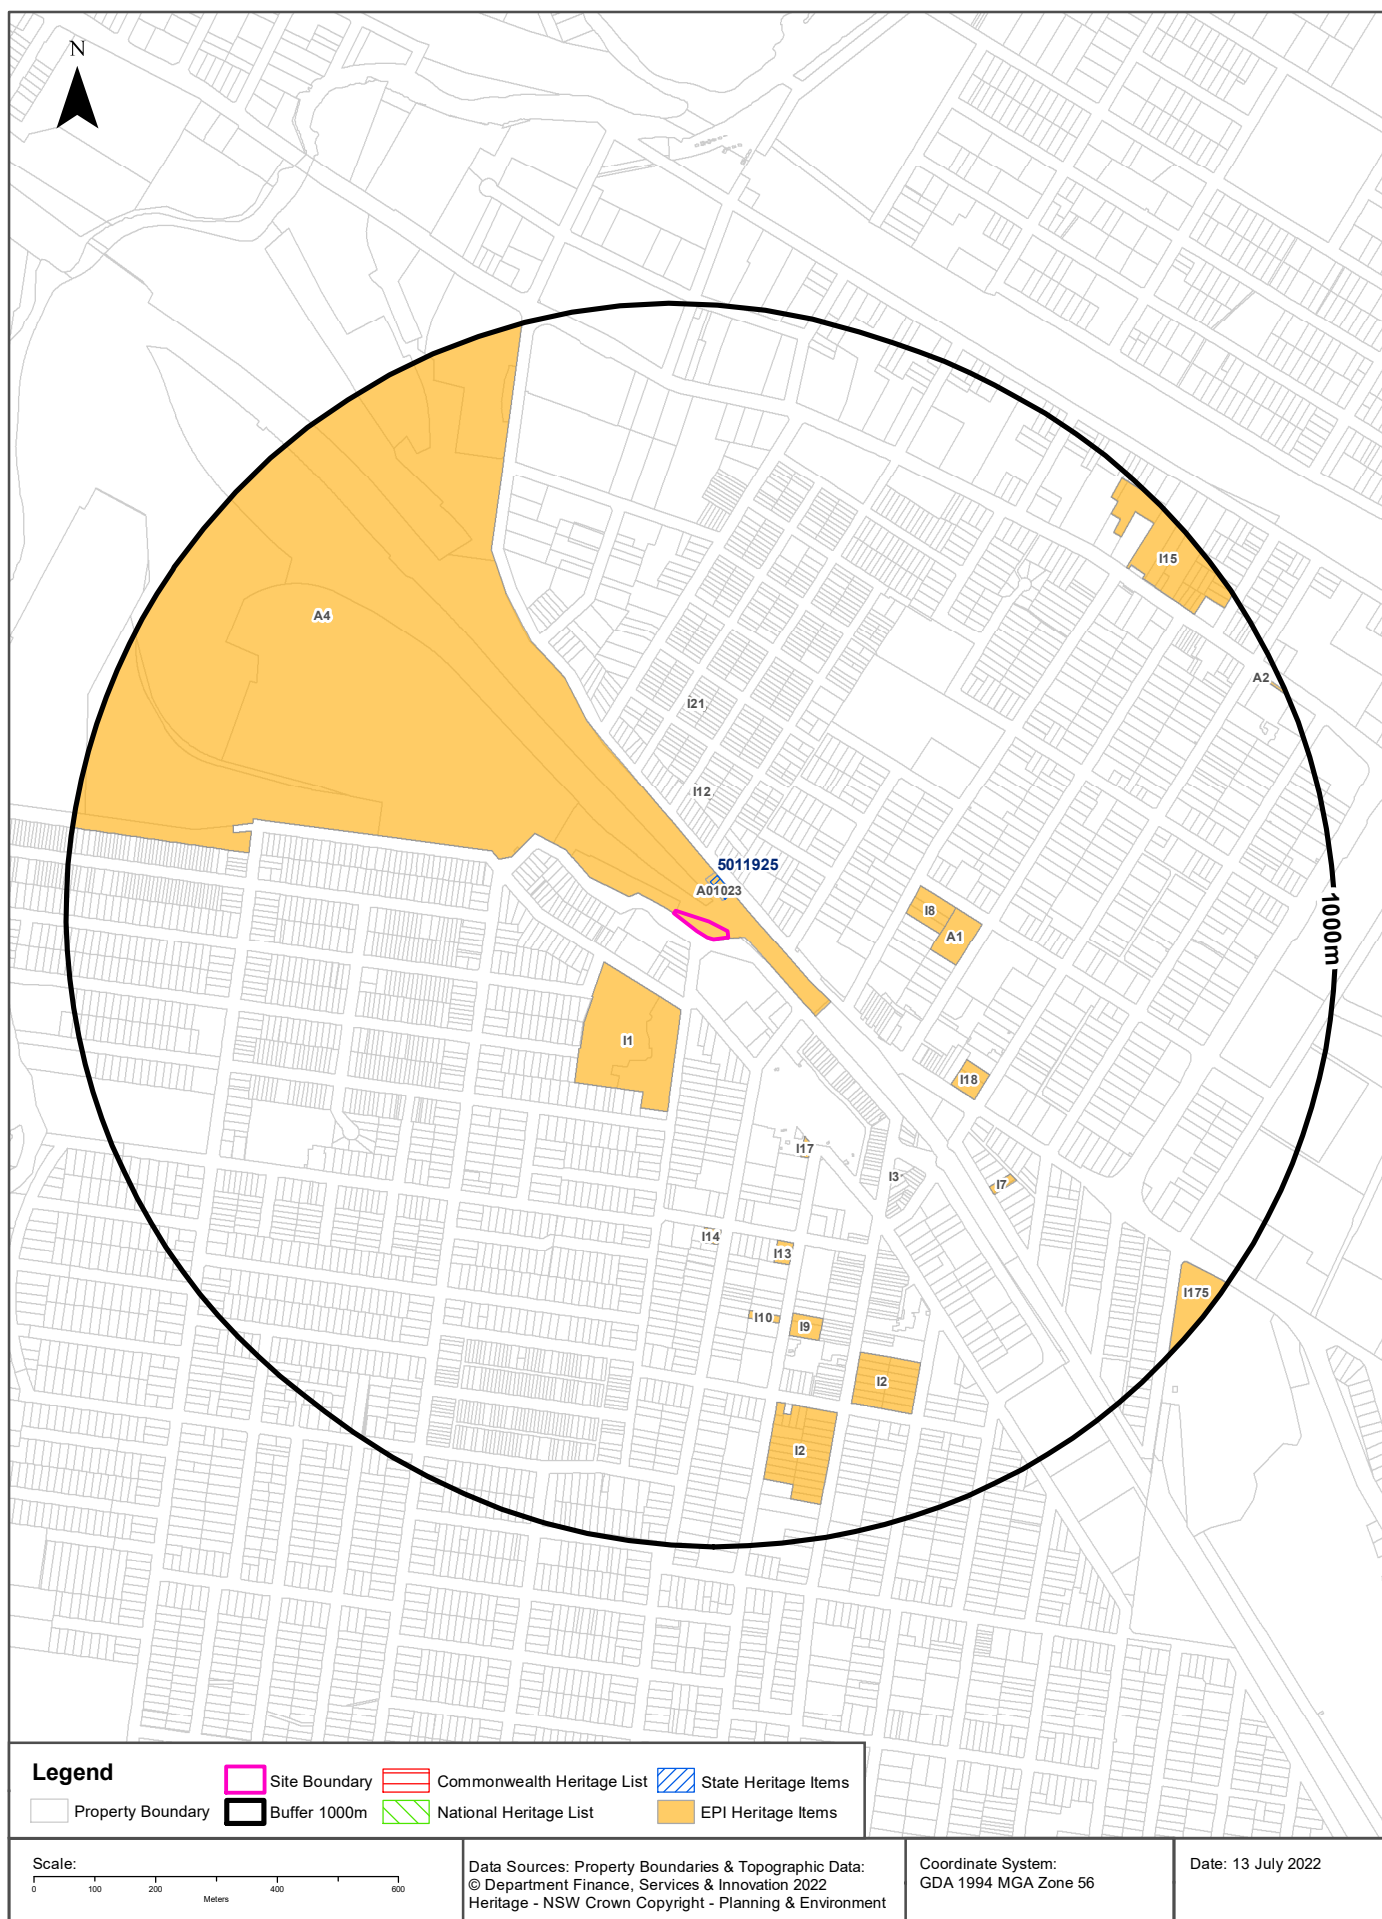 N
A4
I15
A2
I21
I12
5011925
A01023
I8
A1
1000m
I1
I18
I17
I3
I7
I14
I13
I175
I10
I9
I2
I2
Legend
Site Boundary
Commonwealth Heritage List
State Heritage Items
Property Boundary
Buffer 1000m
National Heritage List
EPI Heritage Items
Scale:
0 100 200 400 600
Meters
Data Sources: Property Boundaries & Topographic Data:
© Department Finance, Services & Innovation 2022
Heritage - NSW Crown Copyright - Planning & Environment
Coordinate System:
GDA 1994 MGA Zone 56
Date: 13 July 2022